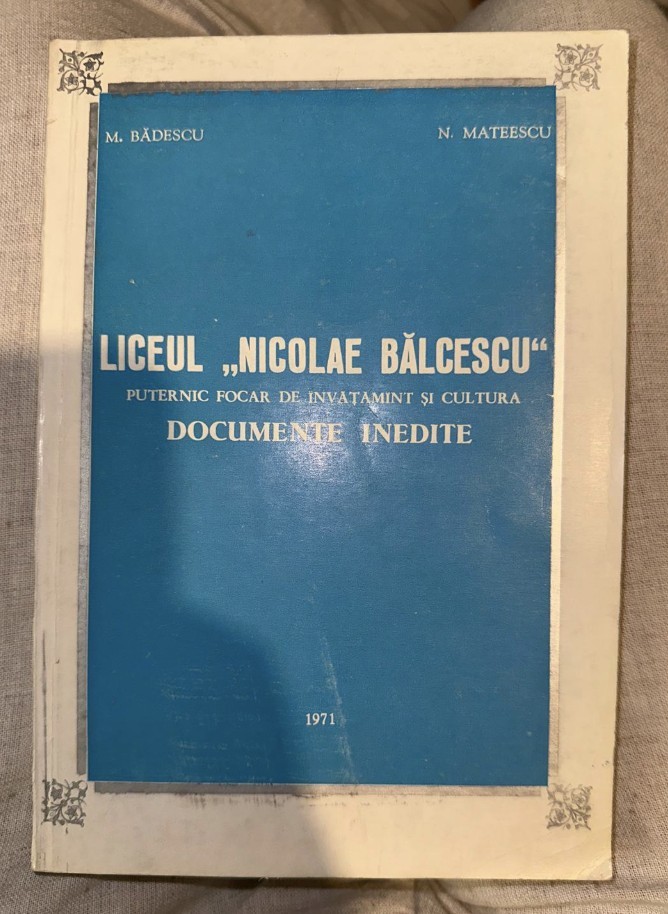 M. BĂDESCU N. MATEESCU
LICEUL „NICOLAE BĂLCESCU“
PUTERNIC FOCAR DE INVAȚAMINT ȘI CULTURA
DOCUMENTE INEDITE
1971